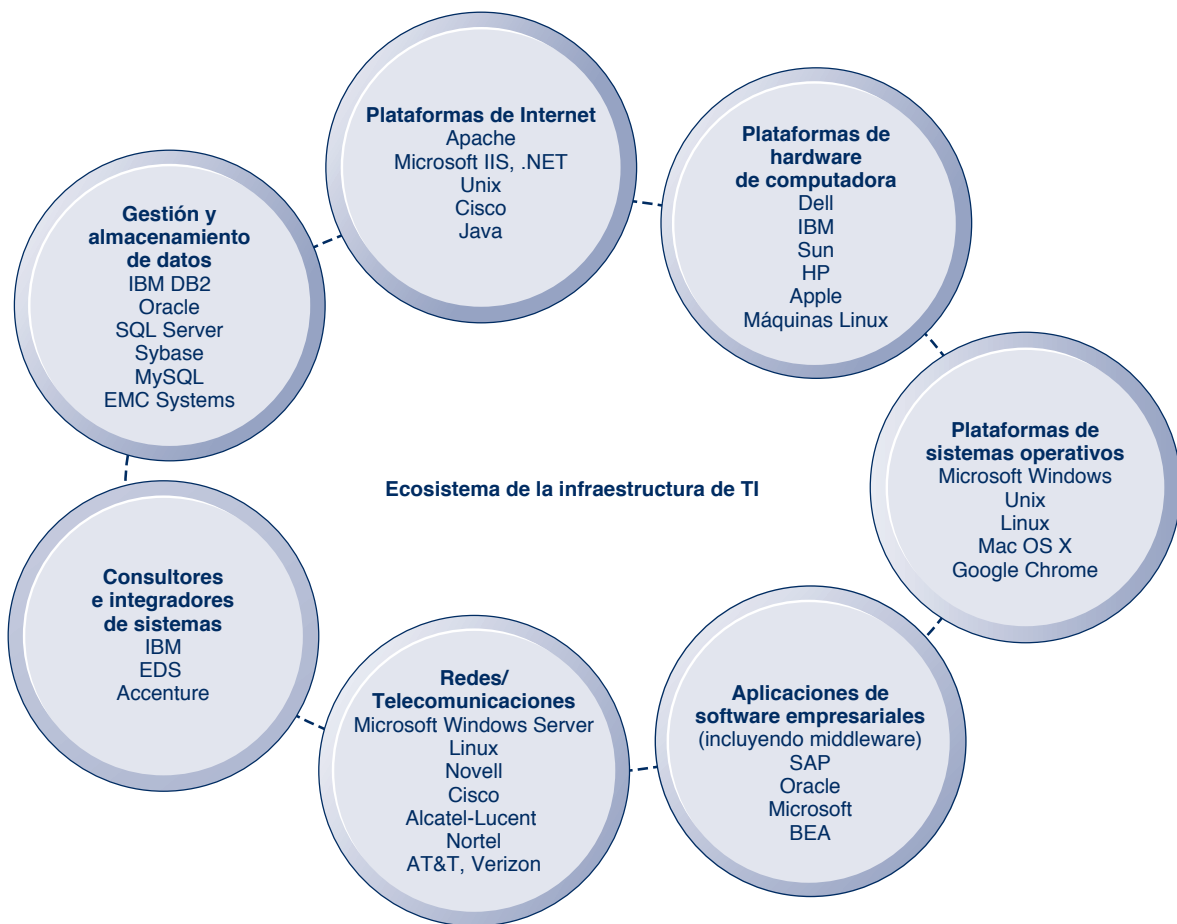 Plataformas de Internet
Apache
Microsoft IIS, .NET
Unix
Cisco
Java
Plataformas de
hardware
de computadora
Dell
IBM
Sun
HP
Apple
Máquinas Linux
Gestión y
almacenamiento
de datos
IBM DB2
Oracle
SQL Server
Sybase
MySQL
EMC Systems
Plataformas de
sistemas operativos
Microsoft Windows
Unix
Linux
Mac OS X
Google Chrome
Ecosistema de la infraestructura de TI
Consultores
e integradores
de sistemas
IBM
EDS
Accenture
Redes/
Telecomunicaciones
Microsoft Windows Server
Linux
Novell
Cisco
Alcatel-Lucent
Nortel
AT&T, Verizon
Aplicaciones de
software empresariales
(incluyendo middleware)
SAP
Oracle
Microsoft
BEA